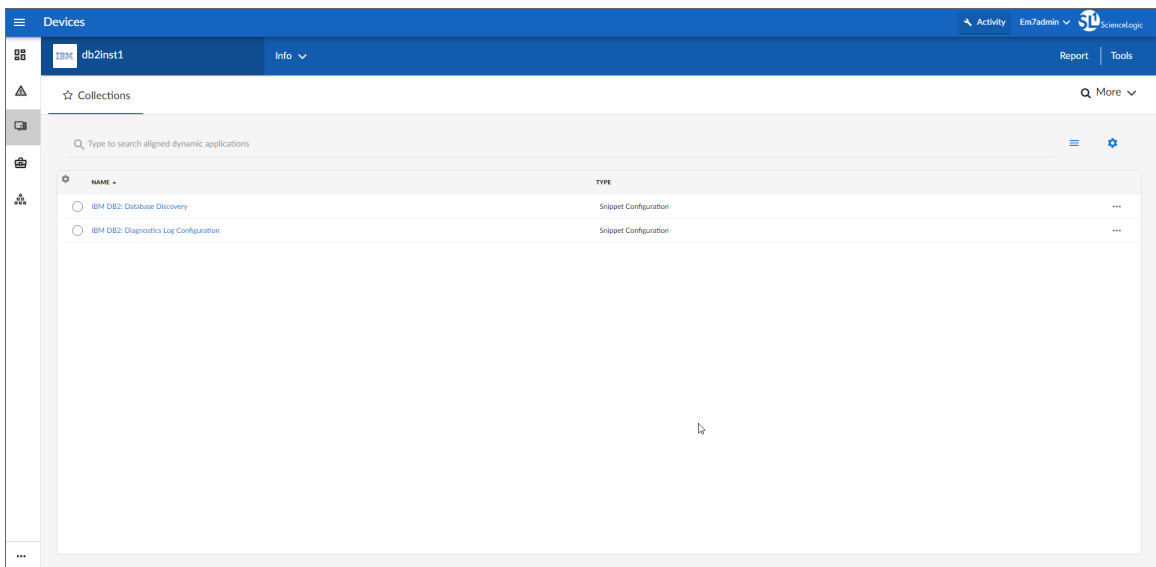 Devices
Activity Em7admin SL1 ScienceLogic
IBM db2inst1 Info Report Tools
Collections More
Type to search aligned dynamic applications
NAME TYPE
IBM DB2: Database Discovery Snippet Configuration
IBM DB2: Diagnostics Log Configuration Snippet Configuration